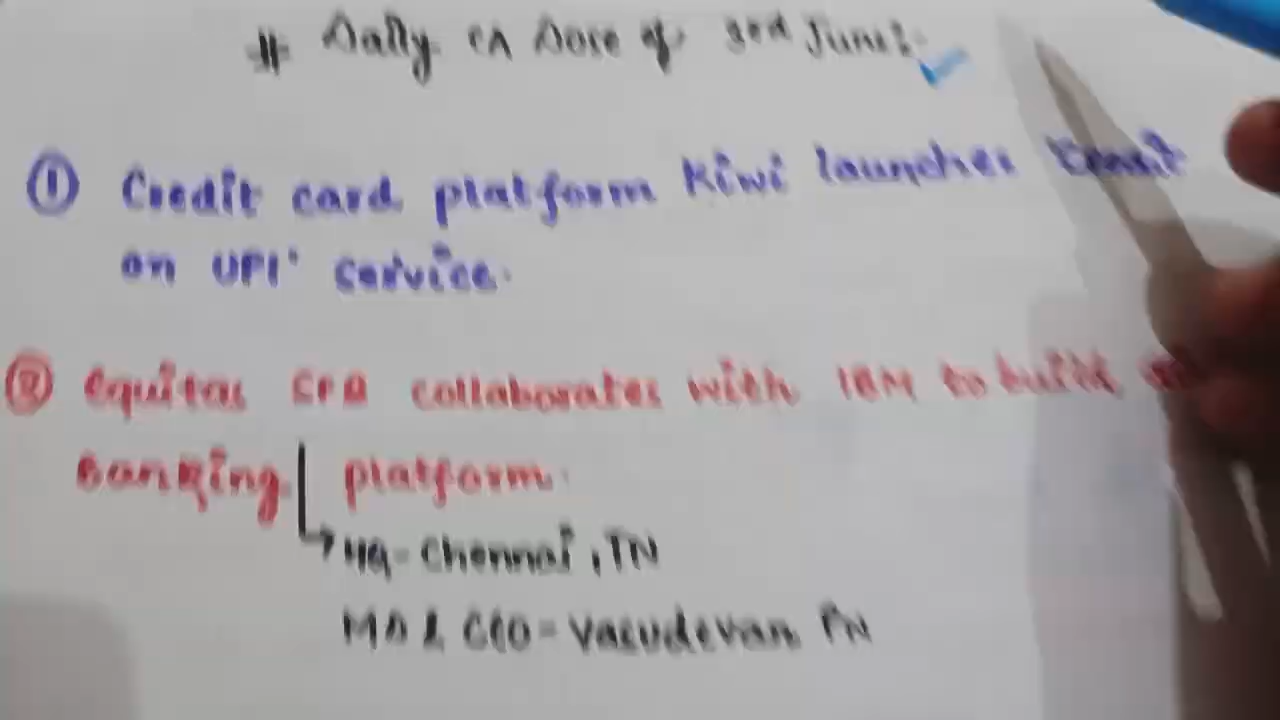 # Daily CA Dose of 3rd June:
① Credit card platform Kiwi launches 'Credit
on UPI' service.
② Equitas SFB collaborates with IBM to build
Banking platform.
HQ - Chennai, TN
MD & CEO = Vasudevan PN